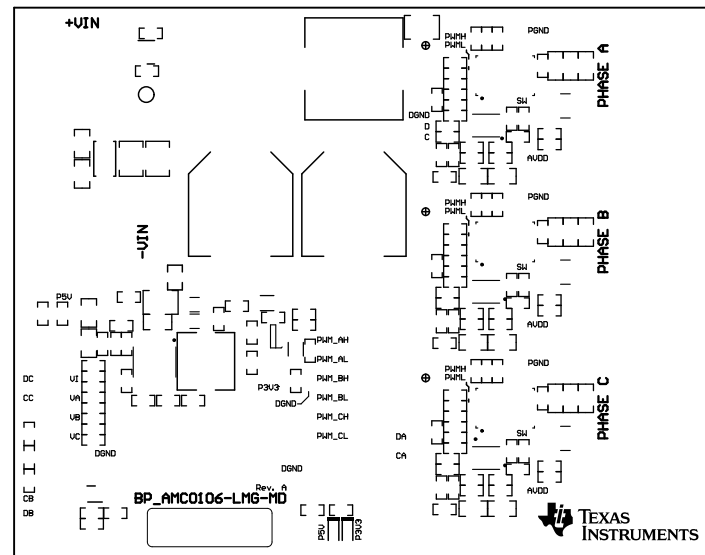 +VIN
PWMH
PWML
PGND
PHASE A
SW
DGND
D
C
AVDD
PWMH
PWML
PGND
PHASE B
-VIN
SW
AVDD
P5V
PWM_AH
PWM_AL
PWM_BH
PWM_BL
PWM_CH
PWM_CL
P3V3
DGND
DC
CC
VI
VA
VB
VC
DGND
PWMH
PWML
PGND
PHASE C
SW
DA
CA
AVDD
CB
DB
DGND
Rev. A
BP_AMC0106-LMG-MD
P5V
P3V3
TEXAS
INSTRUMENTS